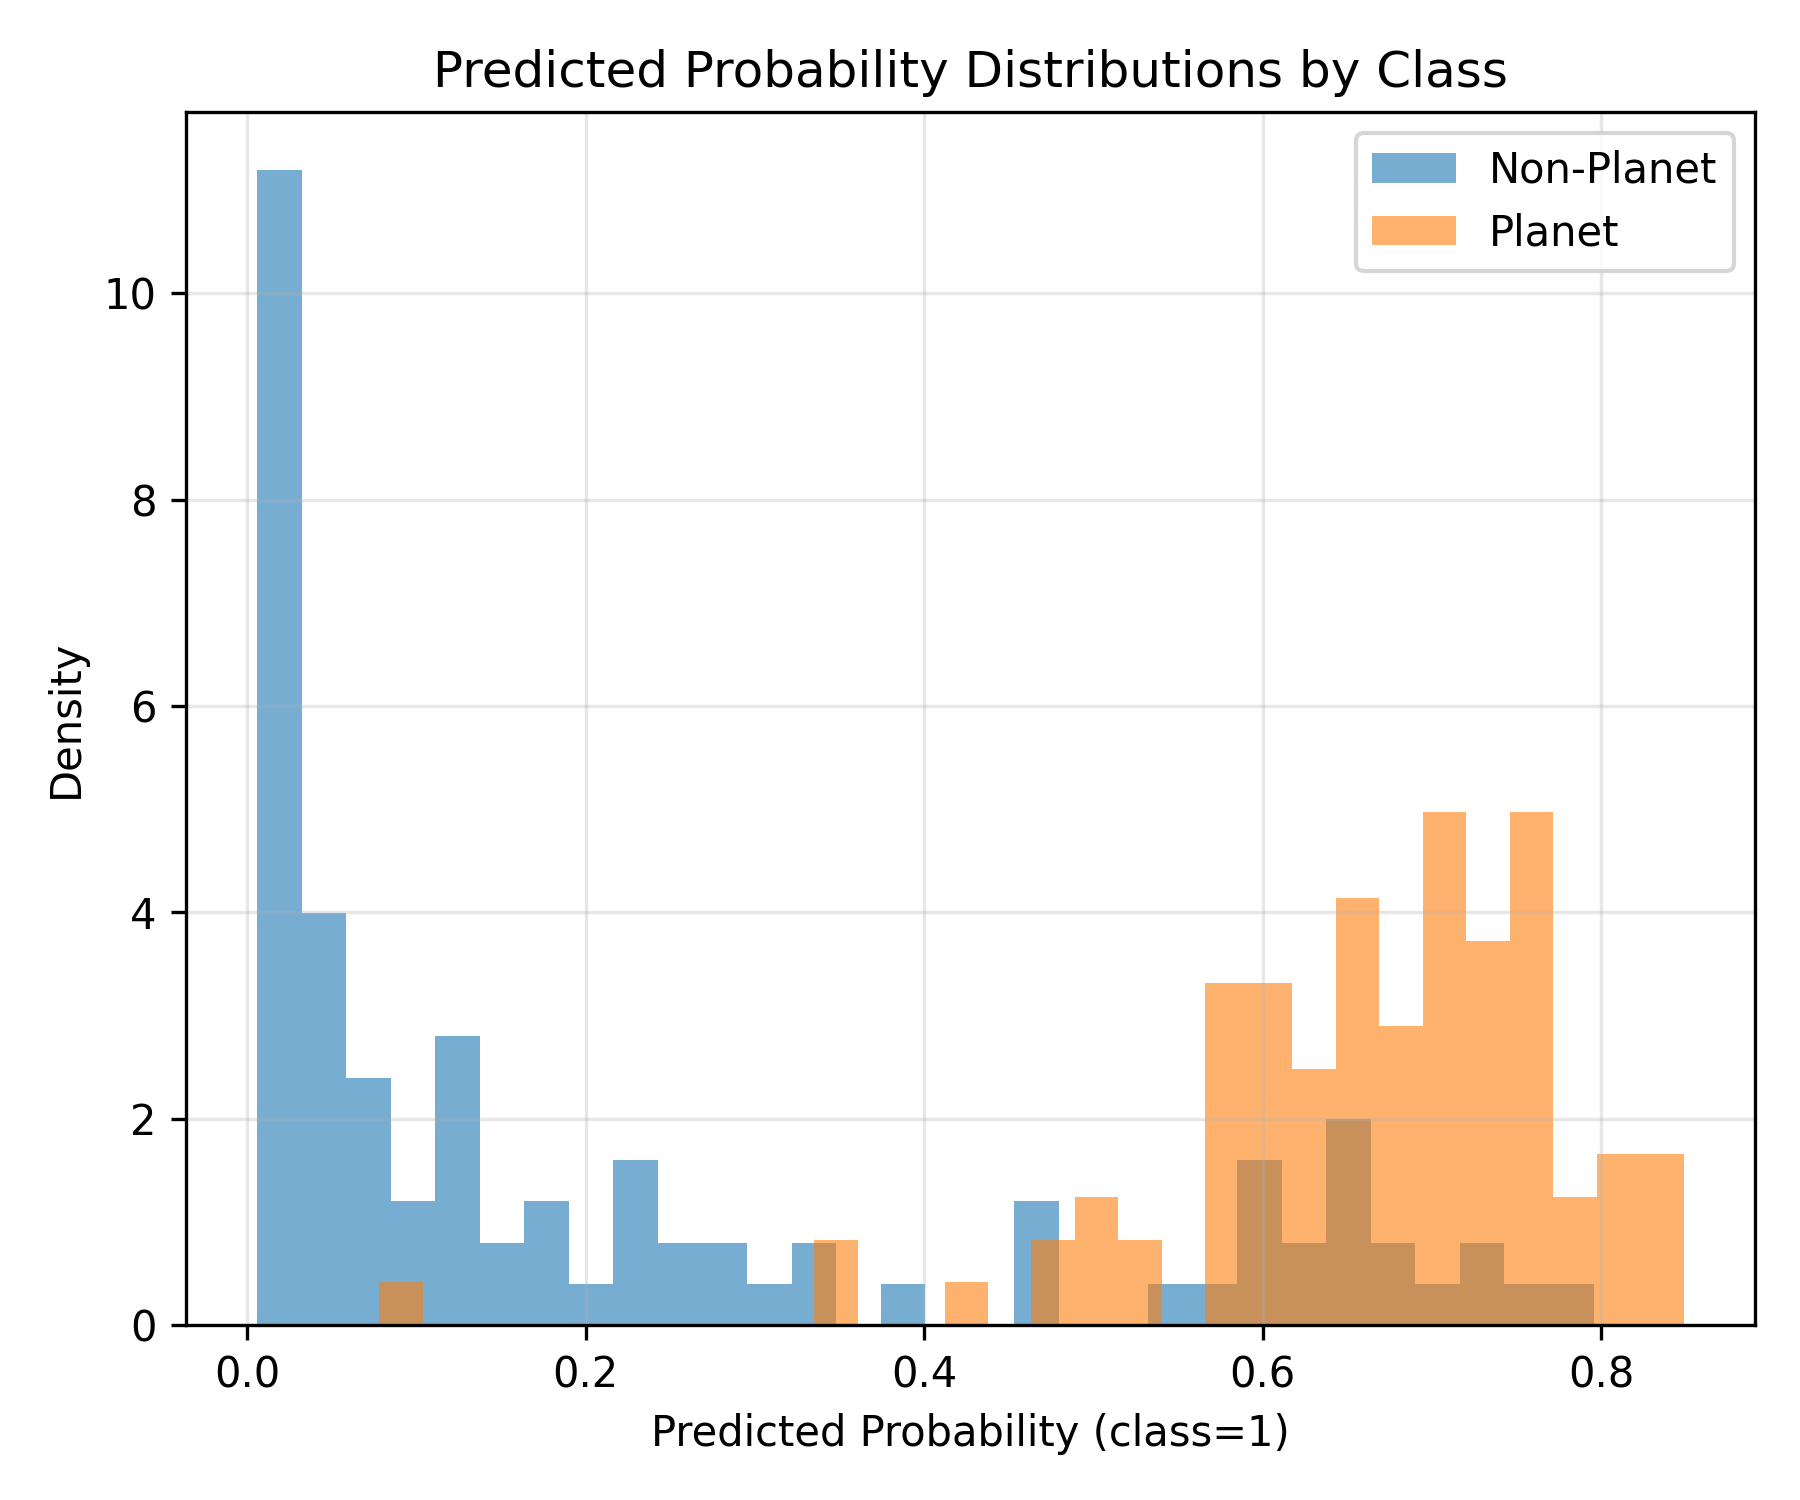 Predicted Probability Distributions by Class
Non-Planet
Planet
Density
10
8
6
4
2
0
0.0 0.2 0.4 0.6 0.8
Predicted Probability (class=1)